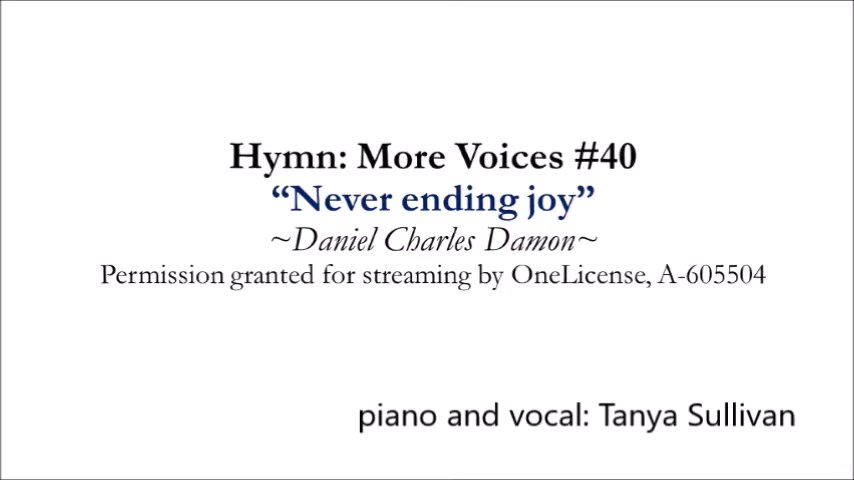 Hymn: More Voices #40
“Never ending joy”
~Daniel Charles Damon~
Permission granted for streaming by OneLicense, A-605504
piano and vocal: Tanya Sullivan